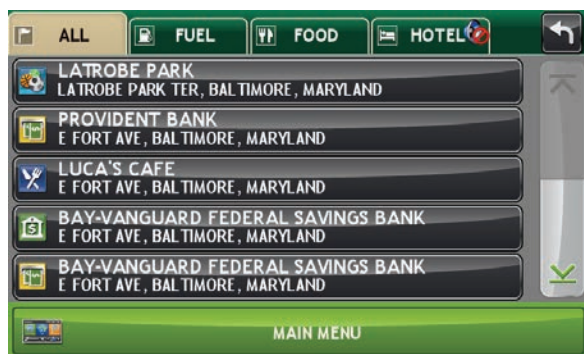 ALL
FUEL
FOOD
HOTEL
LATROBE PARK
LATROBE PARK TER, BALTIMORE, MARYLAND
PROVIDENT BANK
E FORT AVE, BALTIMORE, MARYLAND
LUCA'S CAFE
E FORT AVE, BALTIMORE, MARYLAND
BAY-VANGUARD FEDERAL SAVINGS BANK
E FORT AVE, BALTIMORE, MARYLAND
BAY-VANGUARD FEDERAL SAVINGS BANK
E FORT AVE, BALTIMORE, MARYLAND
MAIN MENU